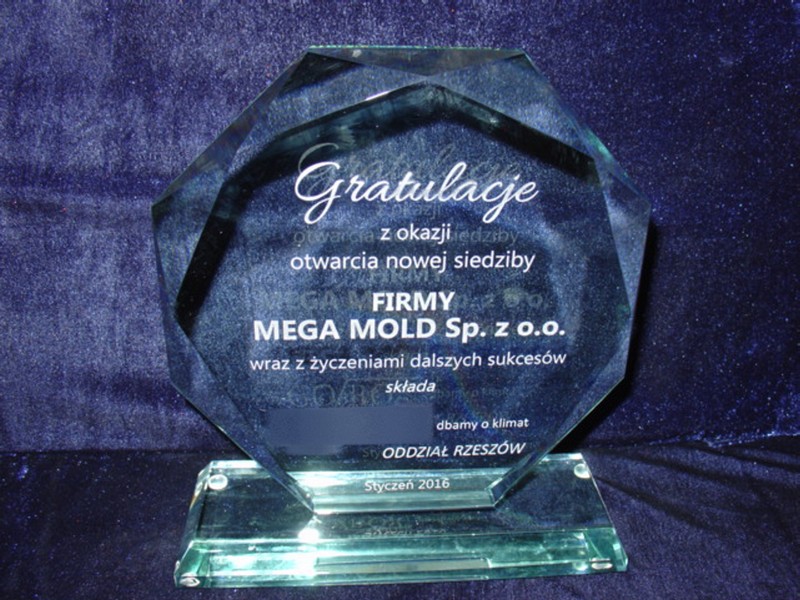 Gratulacje
z okazji
otwarcia nowej siedziby
FIRMY
MEGA MOLD Sp. z o.o.
wraz z życzeniami dalszych sukcesów
składa
dbamy o klimat
ODDZIAŁ RZESZÓW
Styczeń 2016